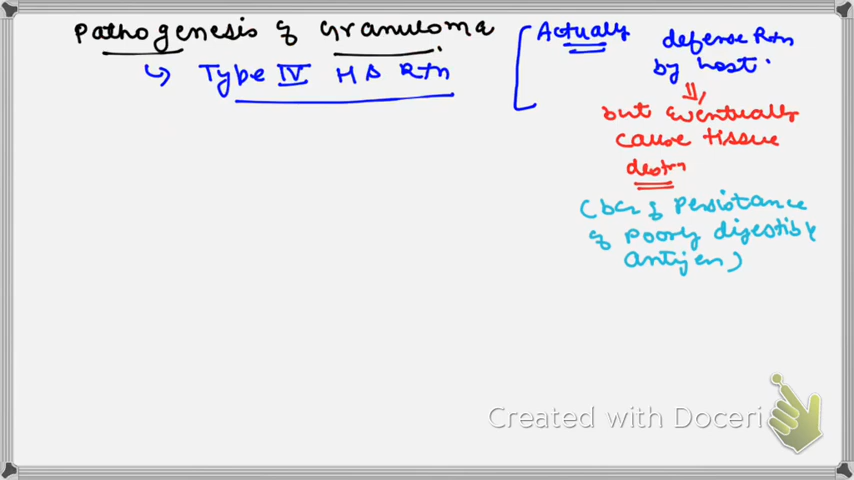 Pathogenesis of Granuloma
↳ Type IV HS Rtn
[ Actually defense Rtn
by host.
⇓
but eventually
cause tissue
destrn
(bcz of Persistance
of Poorly digestible
antigen)
Created with Doceri